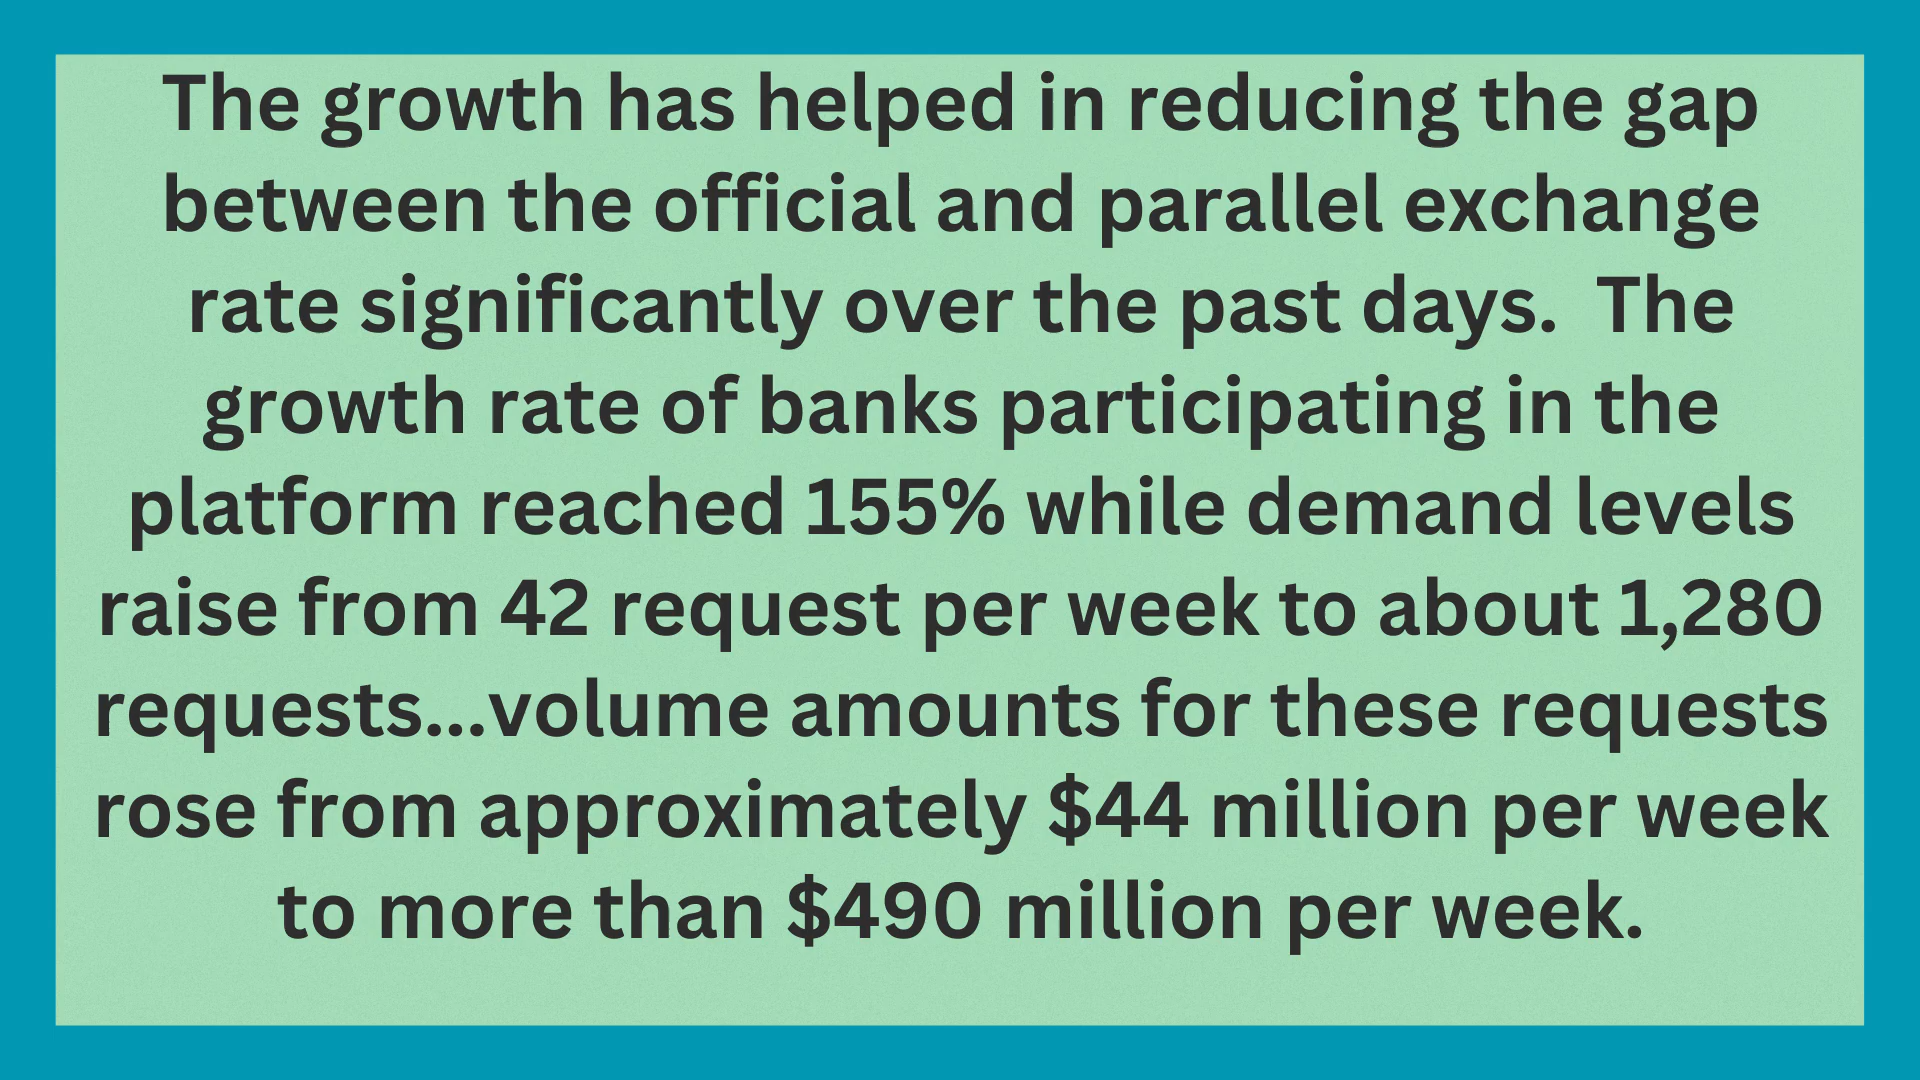 The growth has helped in reducing the gap
between the official and parallel exchange
rate significantly over the past days.  The
growth rate of banks participating in the
platform reached 155% while demand levels
raise from 42 request per week to about 1,280
requests...volume amounts for these requests
rose from approximately $44 million per week
to more than $490 million per week.